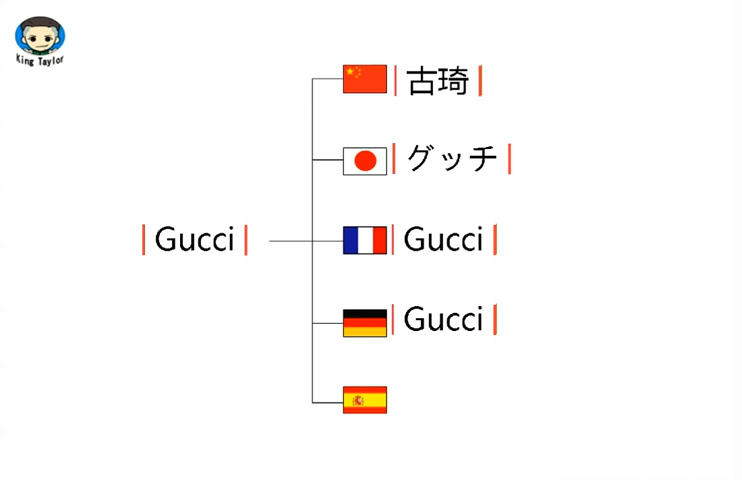 King Taylor
古琦
グッチ
Gucci
Gucci
Gucci